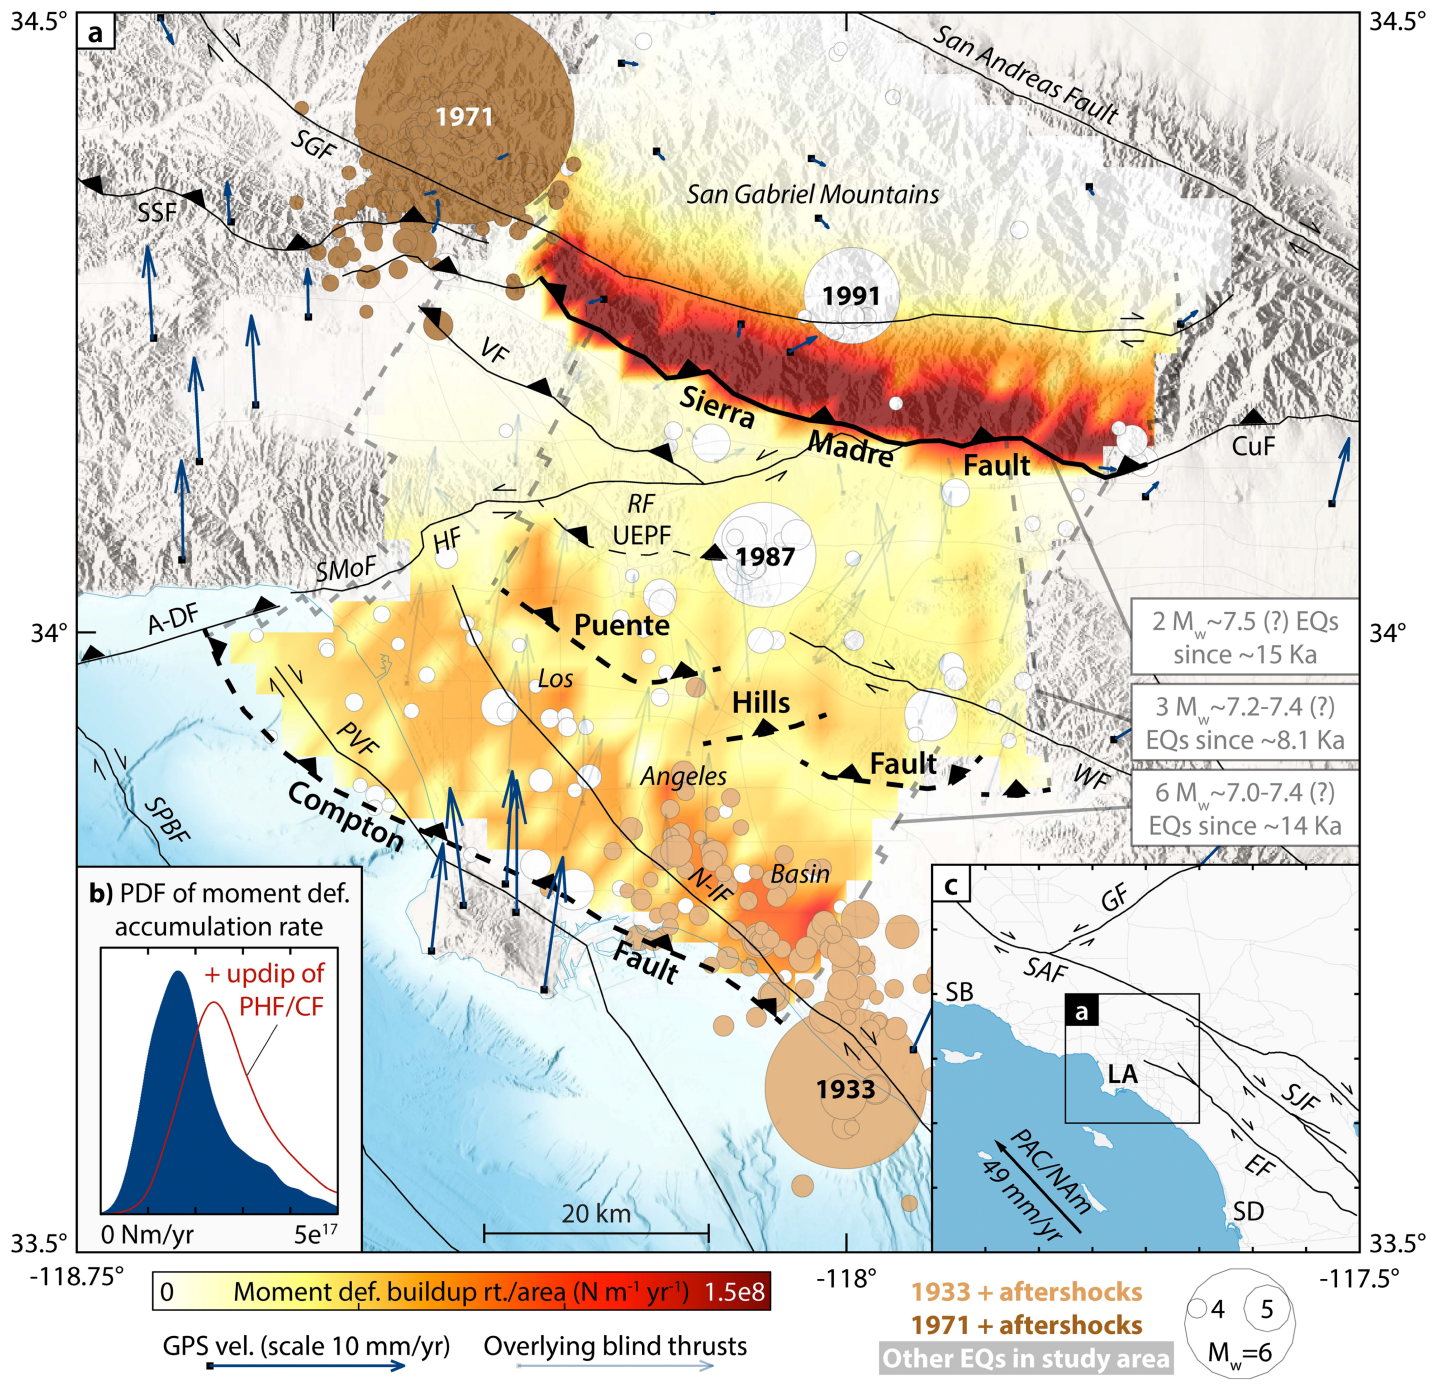 34.5°
34.5°
a
San Andreas Fault
1971
SGF
San Gabriel Mountains
SSF
1991
VF
Sierra
Madre
Fault
CuF
RF
UEPF
HF
1987
SMoF
A-DF
34°
34°
2 Mw~7.5 (?) EQs
since ~15 Ka
Puente
Los
Hills
3 Mw~7.2-7.4 (?)
EQs since ~8.1 Ka
PVF
Angeles
Fault
WF
6 Mw~7.0-7.4 (?)
EQs since ~14 Ka
SPBF
Compton
N-IF
Basin
Fault
1933
20 km
b) PDF of moment def.
accumulation rate
+ updip of
PHF/CF
0 Nm/yr
5e17
c
GF
SAF
SB
a
LA
SJF
EF
PAC/NAm
49 mm/yr
SD
33.5°
33.5°
-118.75°
-118°
-117.5°
0 Moment def. buildup rt./area (N m-1 yr-1) 1.5e8
GPS vel. (scale 10 mm/yr)
Overlying blind thrusts
1933 + aftershocks
1971 + aftershocks
Other EQs in study area
4
5
Mw=6